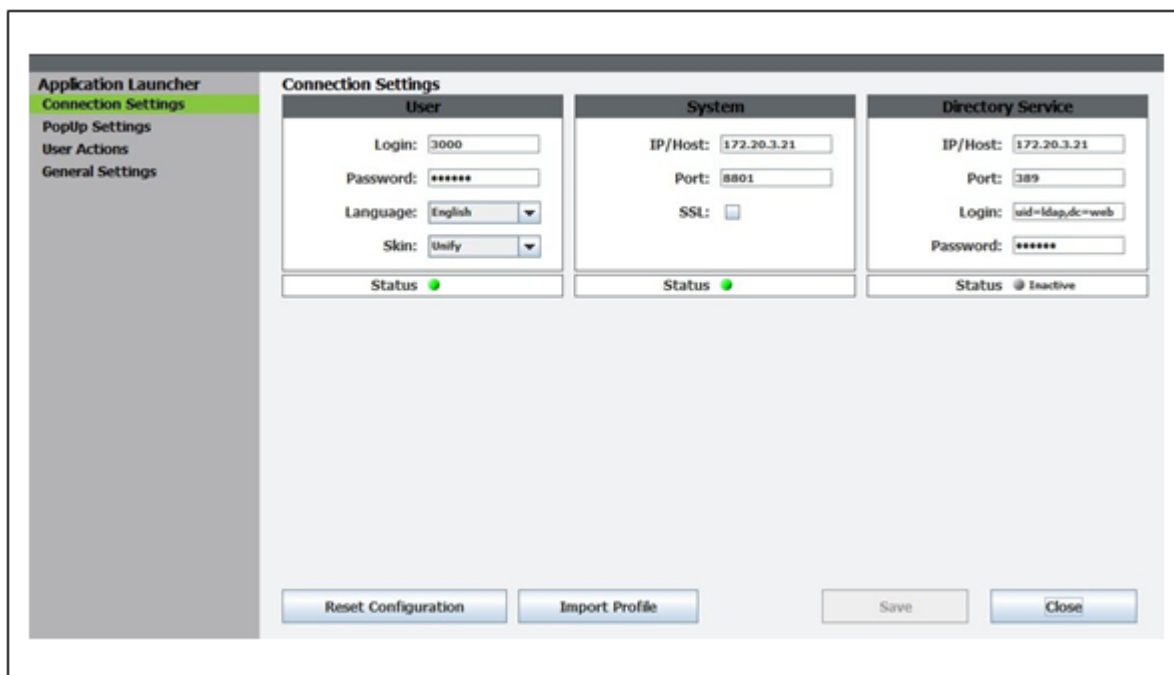 Application Launcher
Connection Settings
PopUp Settings
User Actions
General Settings
Connection Settings
User
Login: 3000
Password: ••••••
Language: English
Skin: Unify
Status
System
IP/Host: 172.20.3.21
Port: 8801
SSL:
Status
Directory Service
IP/Host: 172.20.3.21
Port: 389
Login: uid=ldap,dc=web
Password: ••••••
Status Inactive
Reset Configuration
Import Profile
Save
Close